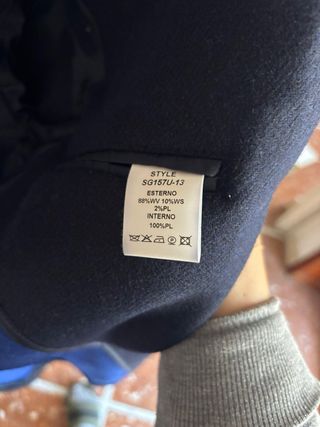 STYLE
SG157U-13
ESTERNO
88%WV 10%WS
2%PL
INTERNO
100%PL